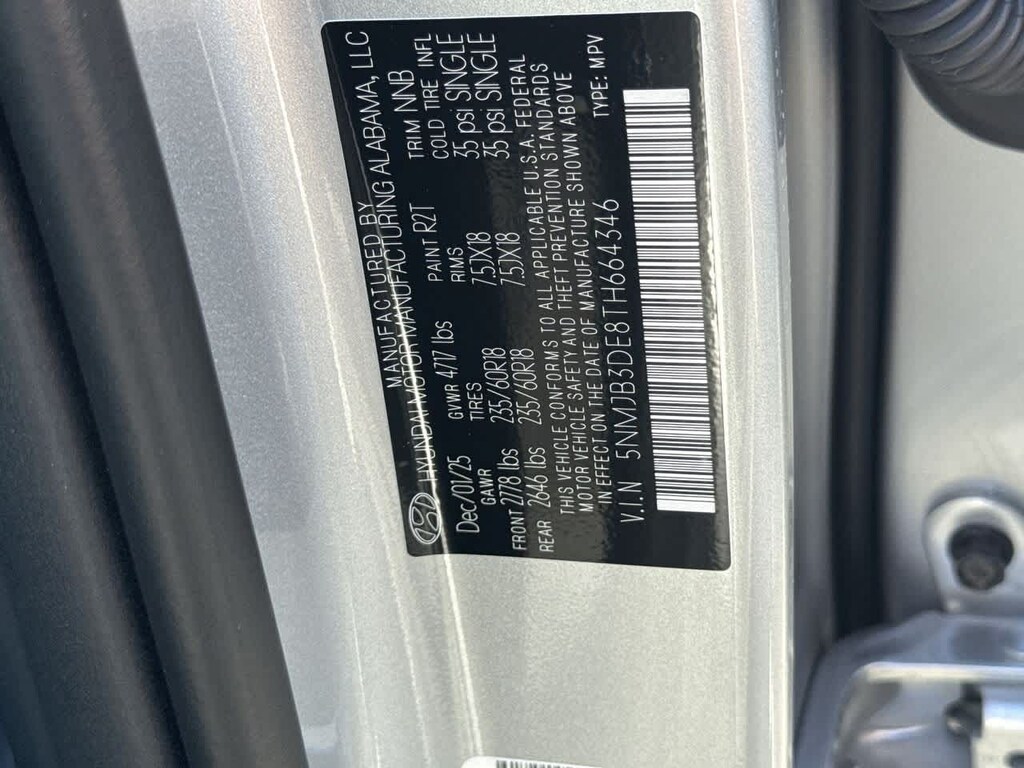 MANUFACTURED BY
HYUNDAI MOTOR MANUFACTURING ALABAMA, LLC
Dec/01/25 GVWR 4717 lbs PAINT R2T TRIM NNB
GAWR TIRES RIMS COLD TIRE INFL
FRONT 2778 lbs 235/60R18 7.5JX18 35 psi SINGLE
REAR 2646 lbs 235/60R18 7.5JX18 35 psi SINGLE
THIS VEHICLE CONFORMS TO ALL APPLICABLE U.S.A. FEDERAL
MOTOR VEHICLE SAFETY AND THEFT PREVENTION STANDARDS
IN EFFECT ON THE DATE OF MANUFACTURE SHOWN ABOVE
V.I.N 5NMJB3DE8TH664346 TYPE: MPV